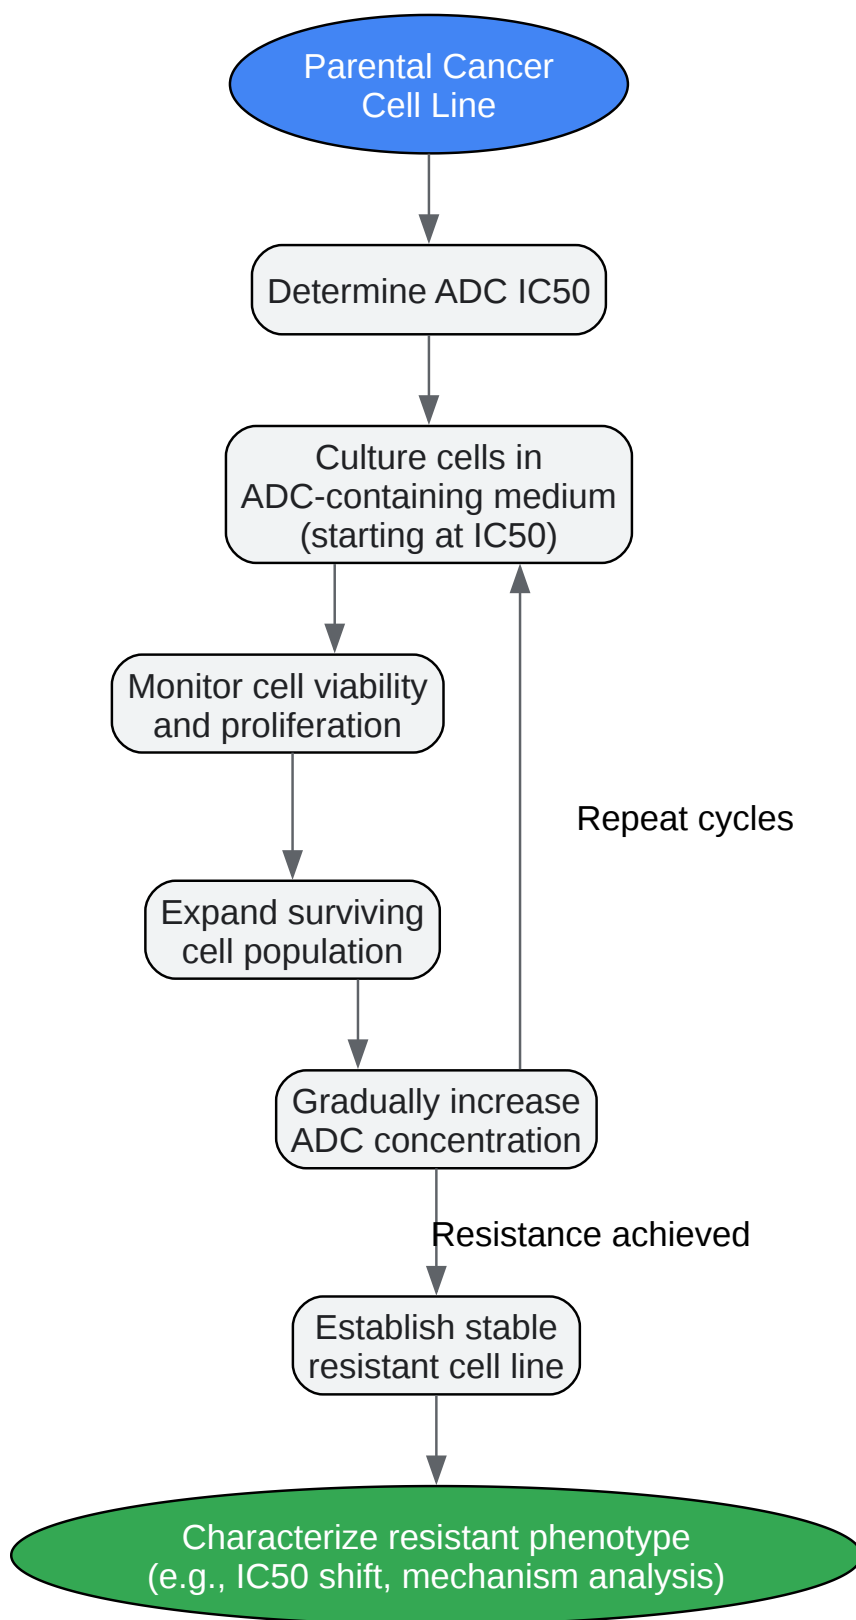 Parental Cancer
Cell Line
Determine ADC IC50
Culture cells in
ADC-containing medium
(starting at IC50)
Monitor cell viability
and proliferation
Repeat cycles
Expand surviving
cell population
Gradually increase
ADC concentration
Resistance achieved
Establish stable
resistant cell line
Characterize resistant phenotype
(e.g., IC50 shift, mechanism analysis)